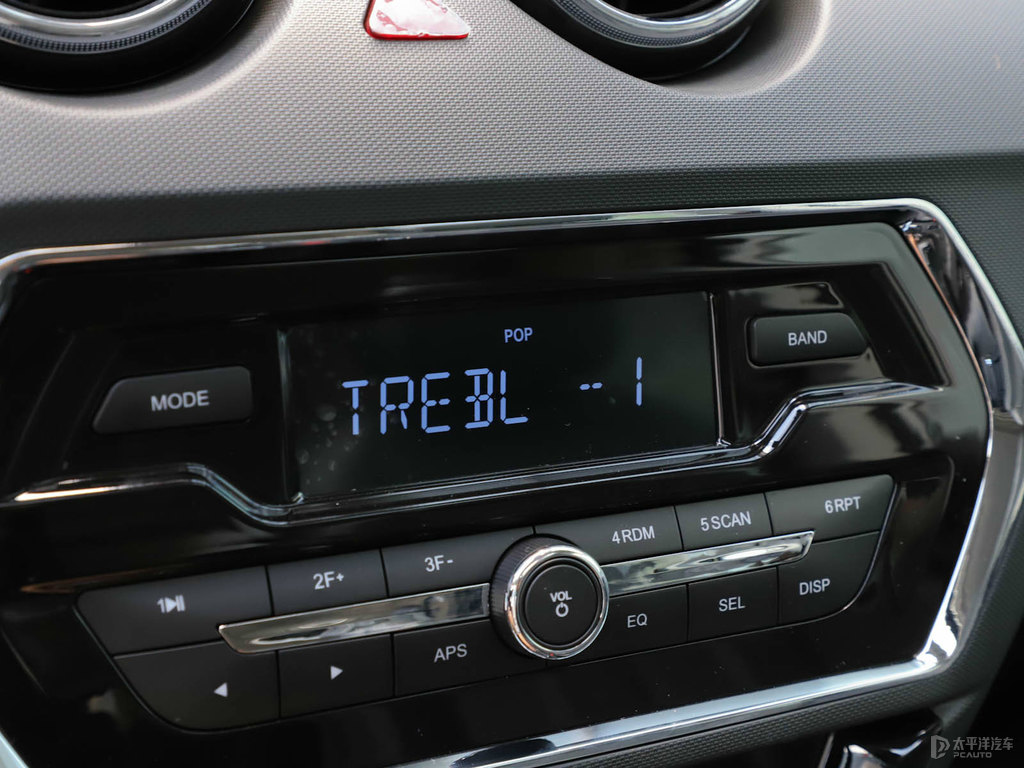 POP
TREBL -- 1
MODE
BAND
1
2F+
3F-
4RDM
5SCAN
6RPT
APS
VOL
EQ
SEL
DISP
太平洋汽车
PCAUTO